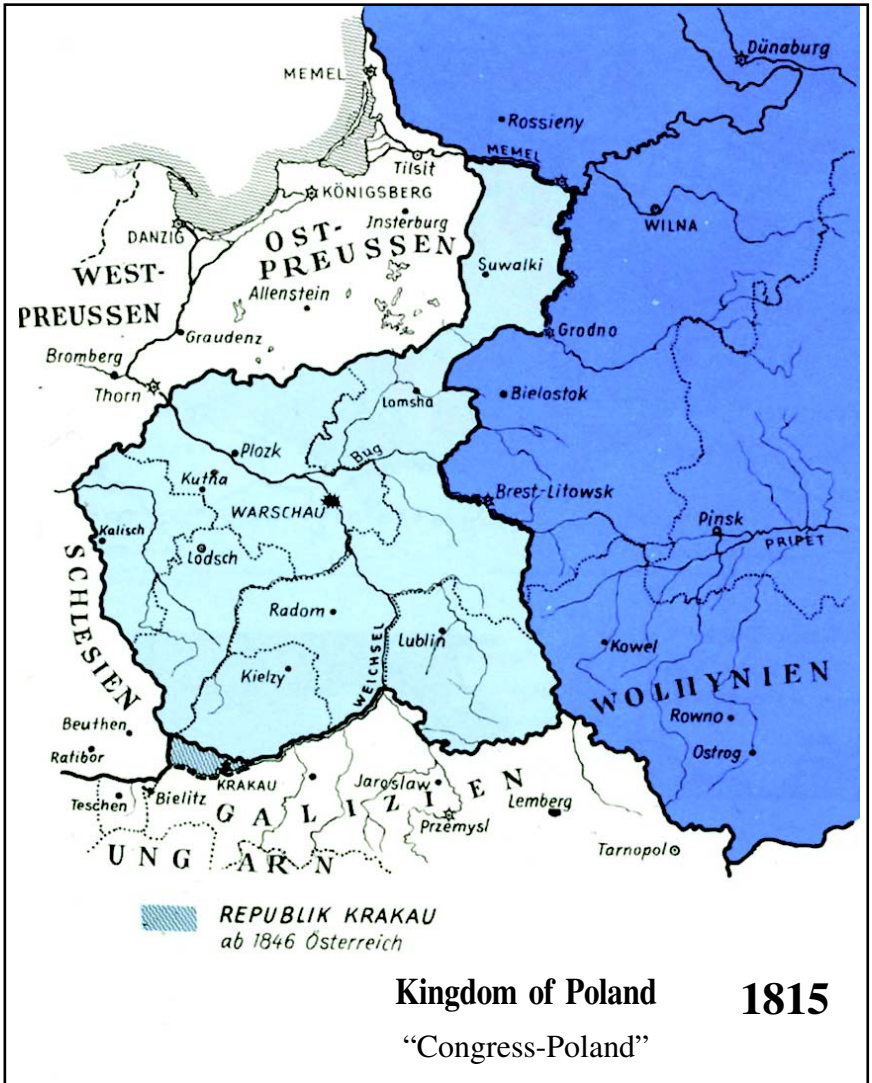 Dünaburg
MEMEL
Rossieny
MEMEL
Tilsit
KÖNIGSBERG
Insterburg
WILNA
DANZIG
OST-
PREUSSEN
WEST-
PREUSSEN
Suwalki
Allenstein
Graudenz
Grodno
Bromberg
Thorn
Lomsha
Bielostok
Plozk
Bug
Kutna
WARSCHAU
Brest-Litowsk
Pinsk
PRIPET
Kalisch
Lodsch
SCHLESIEN
Radom
Lublin
Kowel
WEICHSEL
Kielzy
WOLHYNIEN
Rowno
Beuthen
Ostrog
Ratibor
KRAKAU
Jaroslaw
Teschen
Bielitz
GALIZIEN
Lemberg
Przemysl
UNGARN
Tarnopol
REPUBLIK KRAKAU
ab 1846 Österreich
Kingdom of Poland 1815
“Congress-Poland”